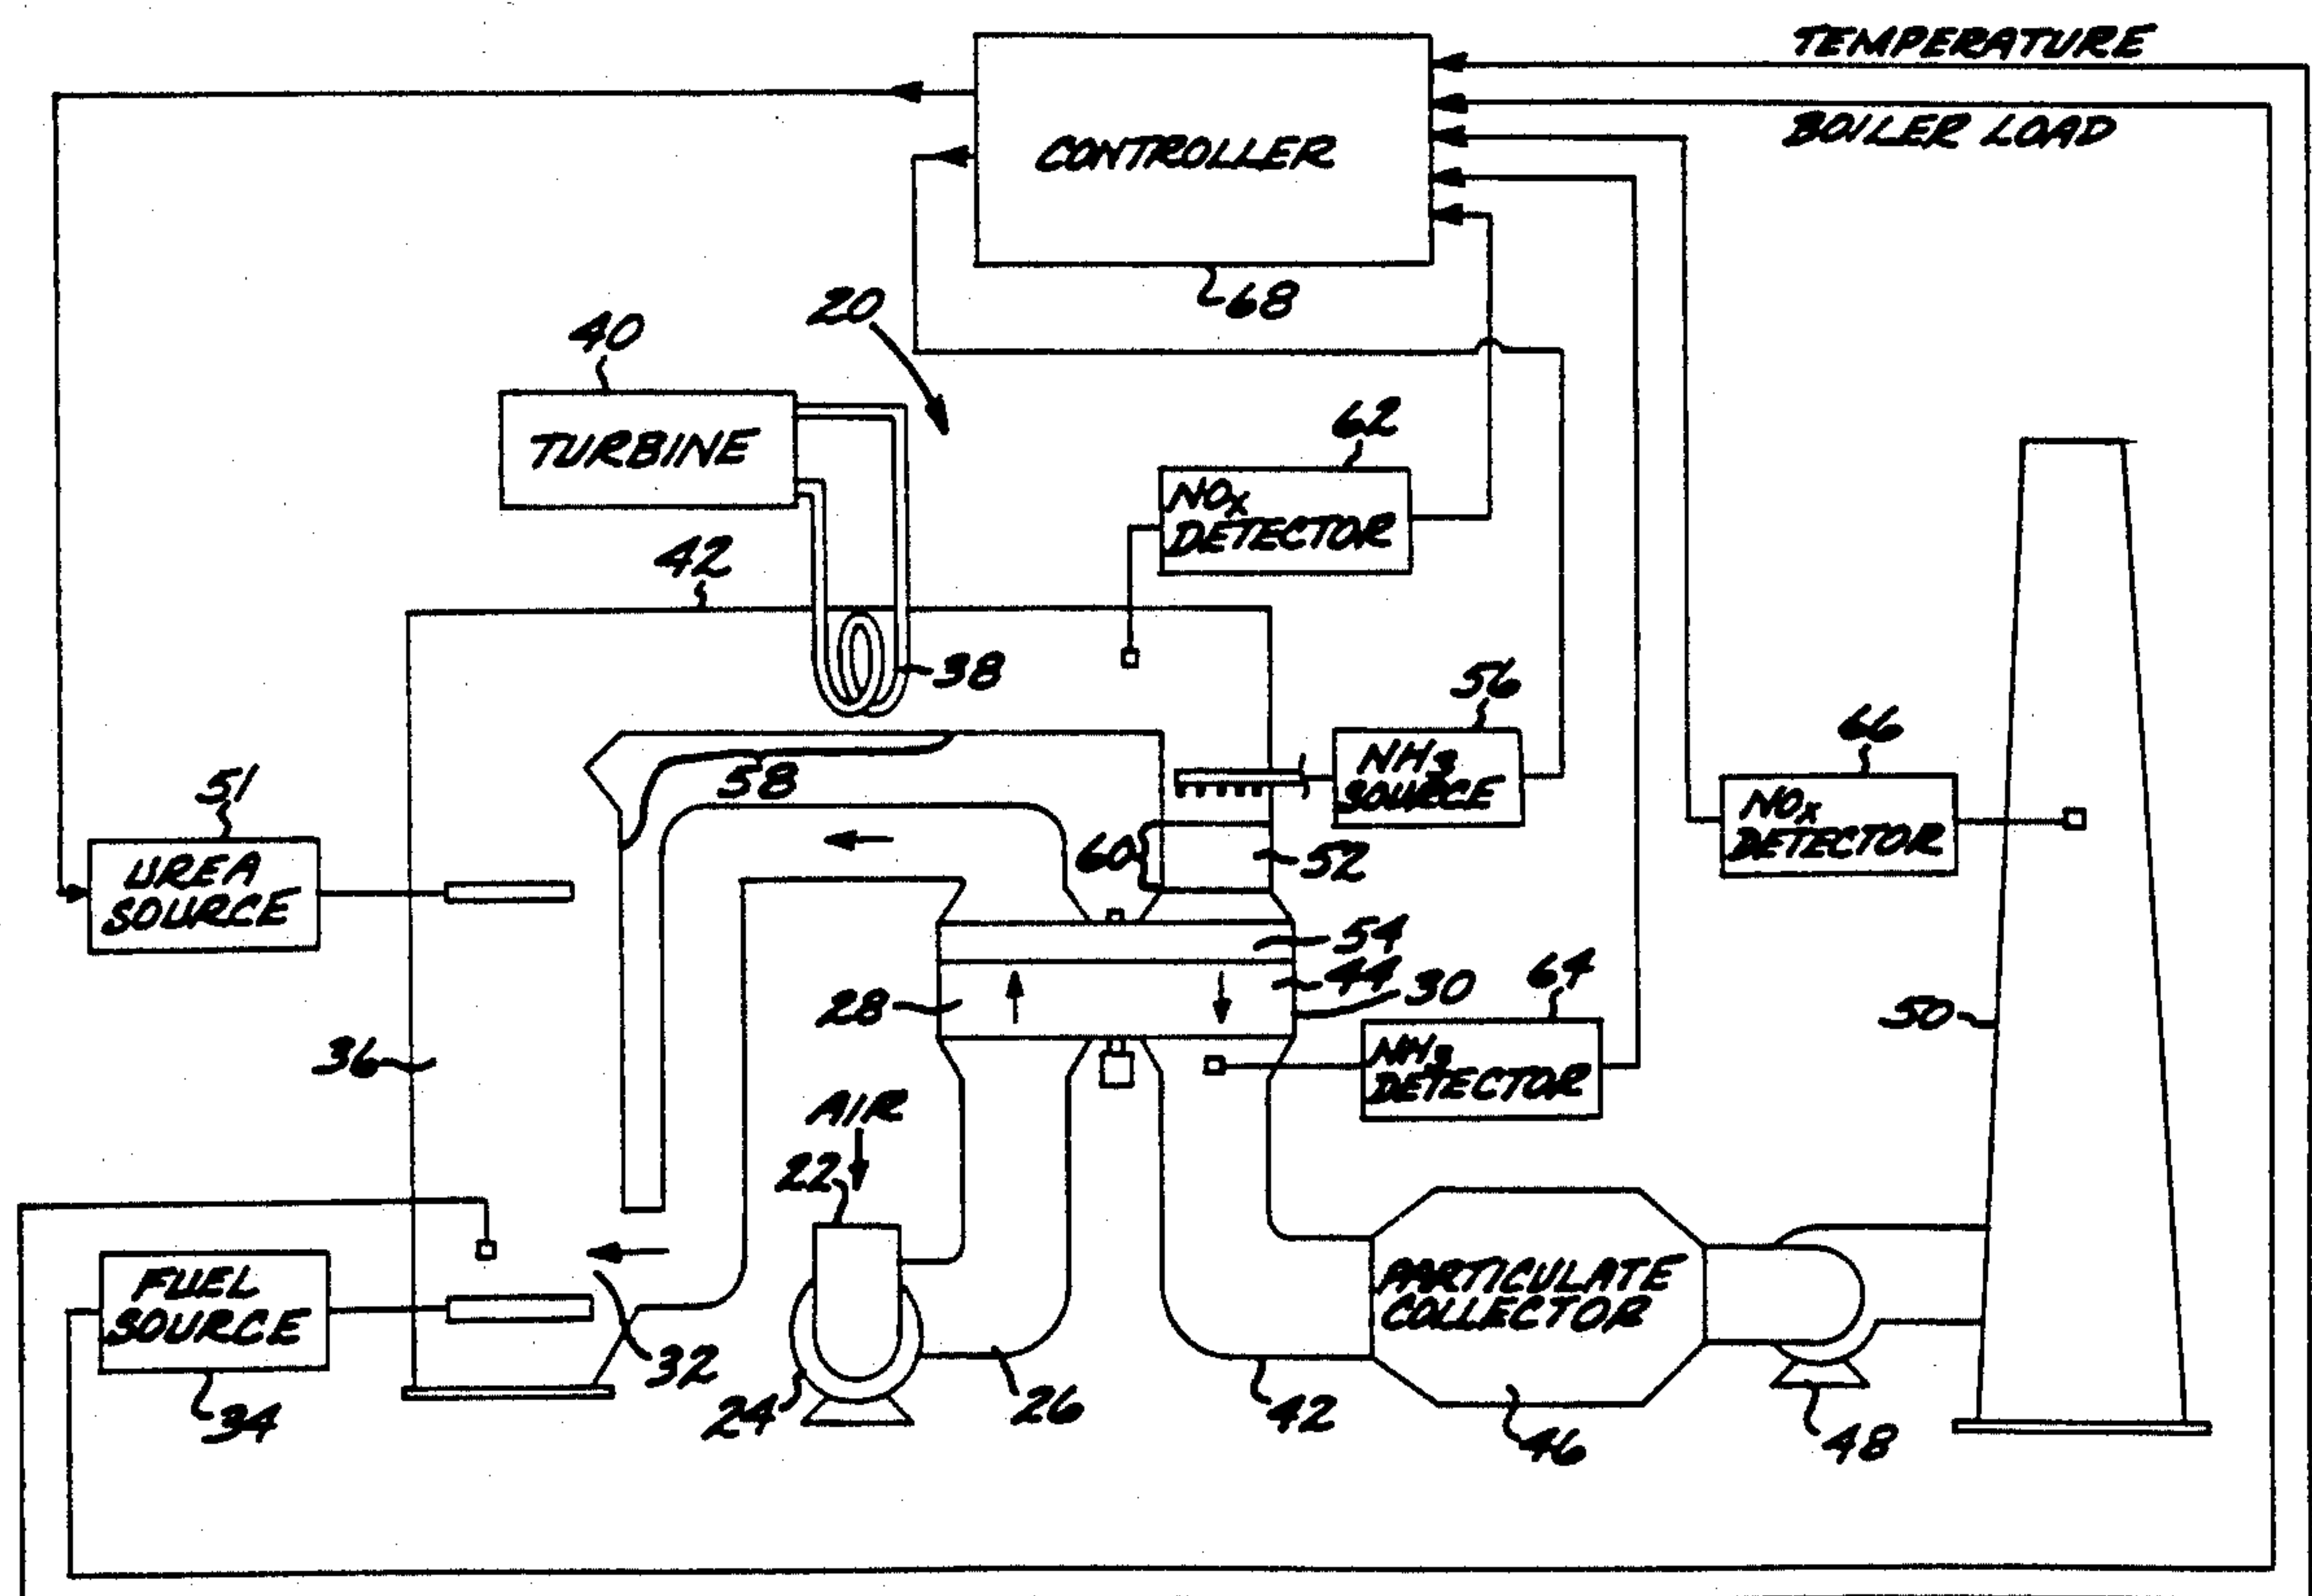 TEMPERATURE
BOILER LOAD
CONTROLLER
68
20
40
TURBINE
62
NOx
DETECTOR
42
38
56
NH3
SOURCE
58
66
NOx
DETECTOR
51
UREA
SOURCE
60
52
54
44
30
64
28
50
36
NH3
DETECTOR
AIR
22
FUEL
SOURCE
PARTICULATE
COLLECTOR
32
34
24
26
42
46
48